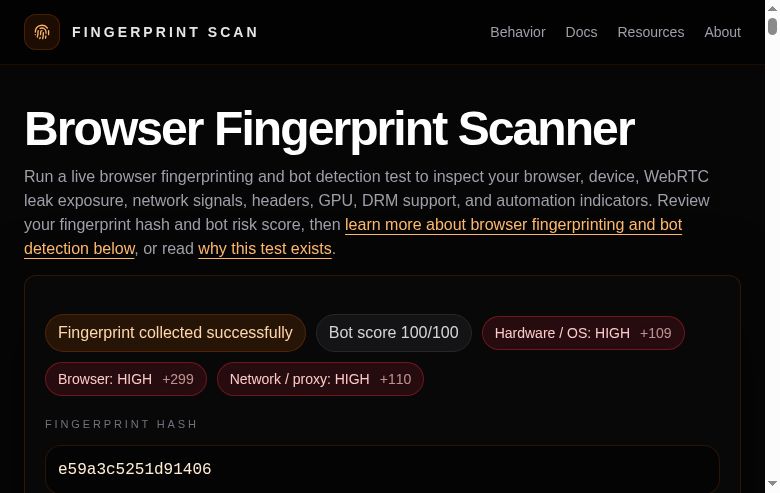 FINGERPRINT SCAN
Behavior Docs Resources About
Browser Fingerprint Scanner
Run a live browser fingerprinting and bot detection test to inspect your browser, device, WebRTC
leak exposure, network signals, headers, GPU, DRM support, and automation indicators. Review
your fingerprint hash and bot risk score, then learn more about browser fingerprinting and bot
detection below, or read why this test exists.
Fingerprint collected successfully Bot score 100/100 Hardware / OS: HIGH +109
Browser: HIGH +299 Network / proxy: HIGH +110
FINGERPRINT HASH
e59a3c5251d91406